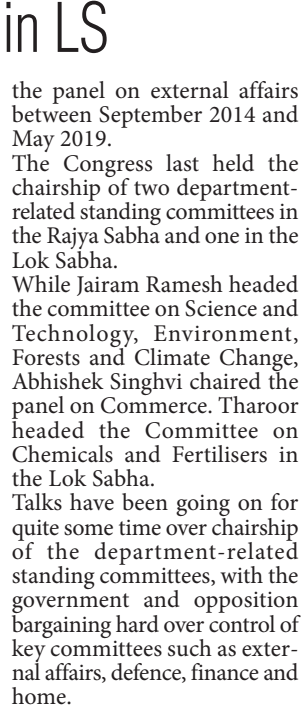 in LS
the panel on external affairs
between September 2014 and
May 2019.
The Congress last held the
chairship of two department-
related standing committees in
the Rajya Sabha and one in the
Lok Sabha.
While Jairam Ramesh headed
the committee on Science and
Technology, Environment,
Forests and Climate Change,
Abhishek Singhvi chaired the
panel on Commerce. Tharoor
headed the Committee on
Chemicals and Fertilisers in
the Lok Sabha.
Talks have been going on for
quite some time over chairship
of the department-related
standing committees, with the
government and opposition
bargaining hard over control of
key committees such as exter-
nal affairs, defence, finance and
home.